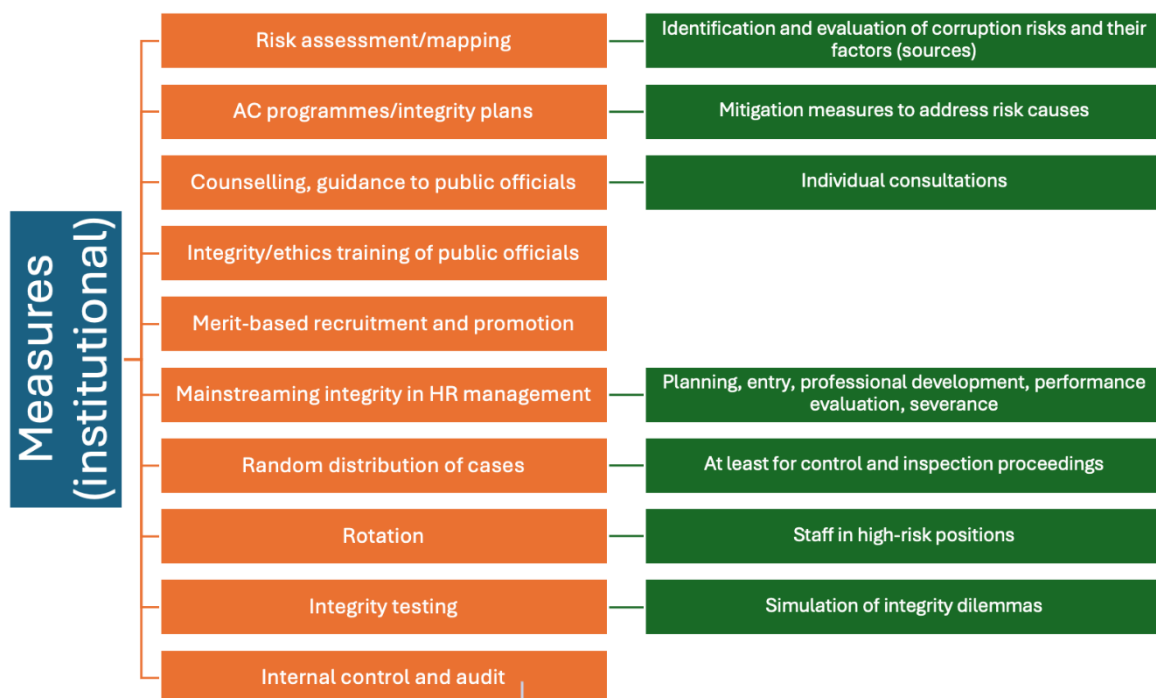 Measures
(institutional)
Risk assessment/mapping
Identification and evaluation of corruption risks and their
factors (sources)
AC programmes/integrity plans
Mitigation measures to address risk causes
Counselling, guidance to public officials
Individual consultations
Integrity/ethics training of public officials
Merit-based recruitment and promotion
Mainstreaming integrity in HR management
Planning, entry, professional development, performance
evaluation, severance
Random distribution of cases
At least for control and inspection proceedings
Rotation
Staff in high-risk positions
Integrity testing
Simulation of integrity dilemmas
Internal control and audit